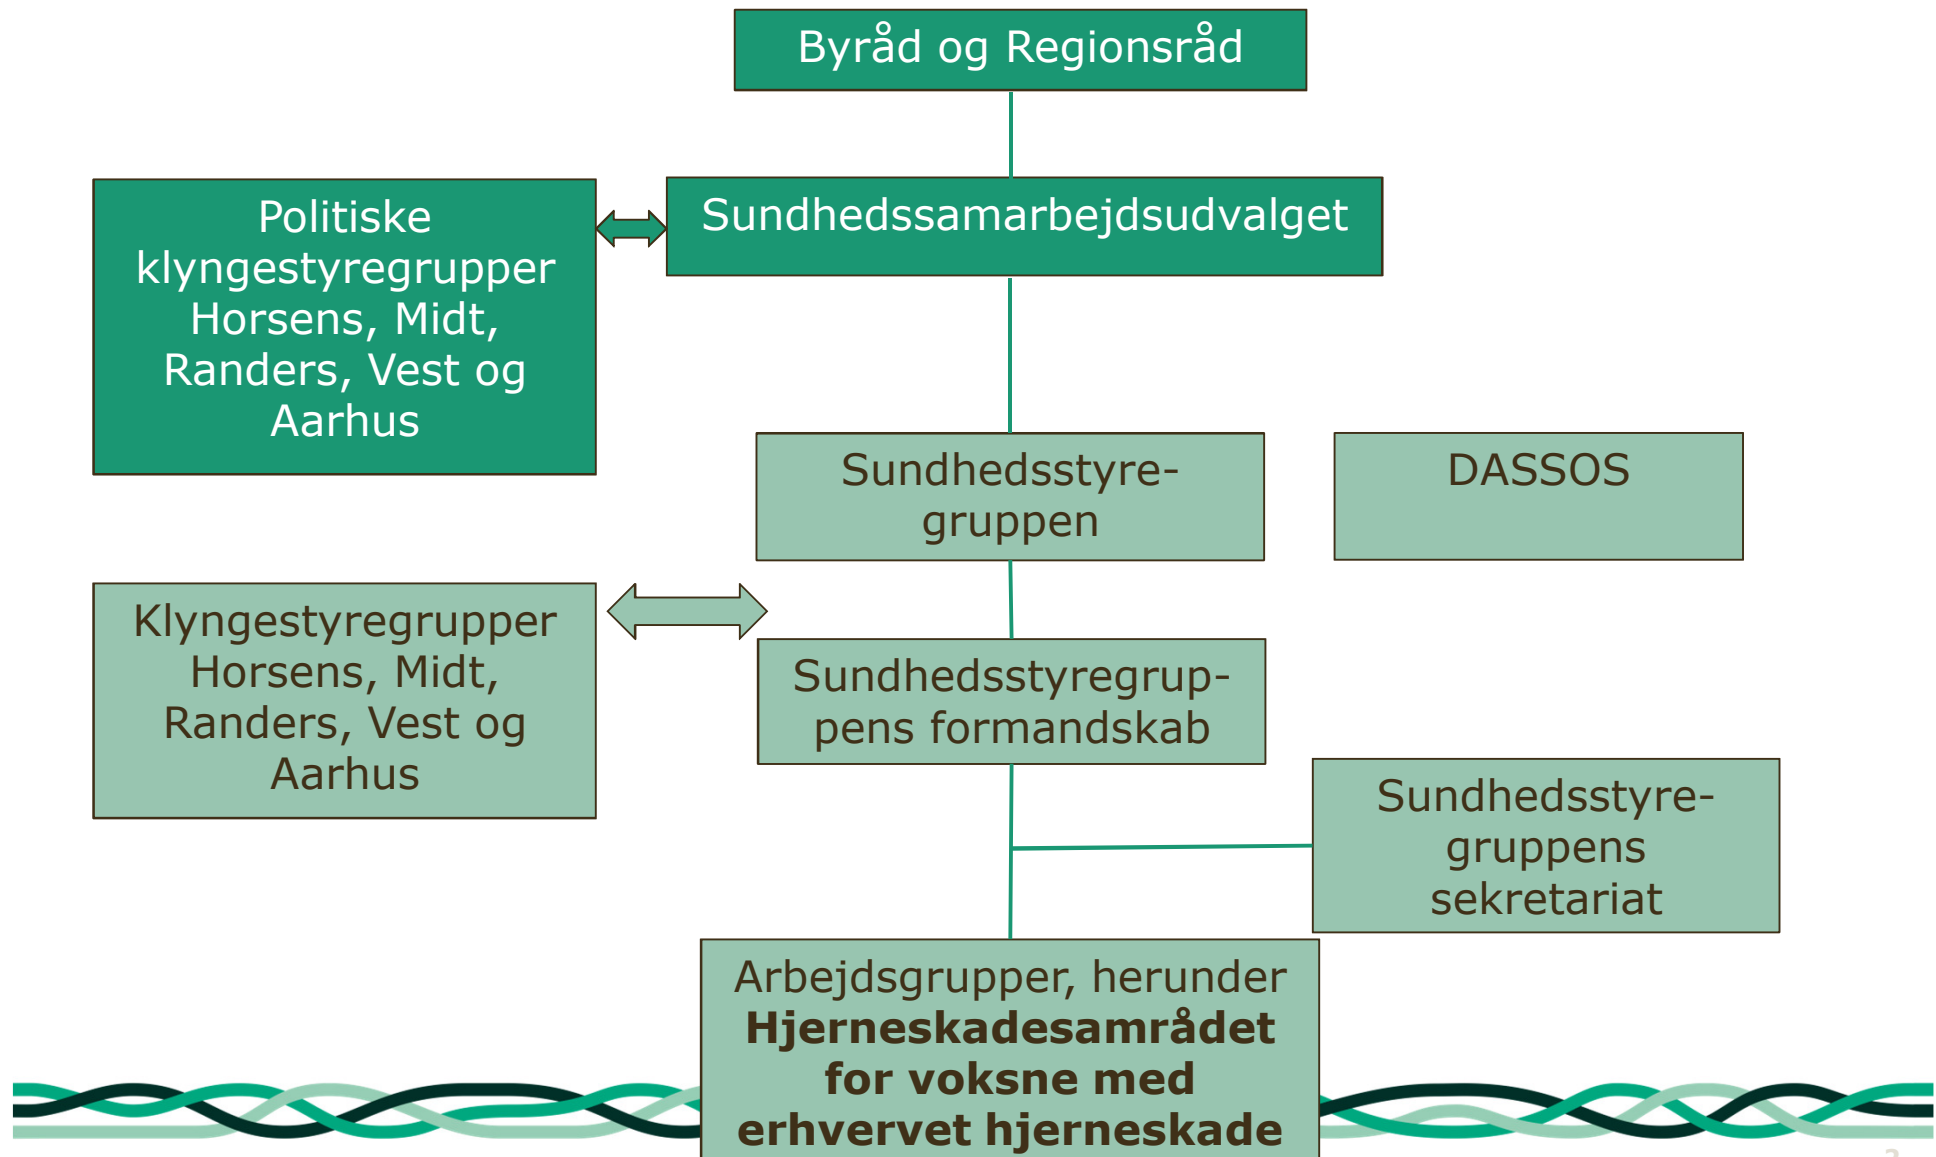 Byråd og Regionsråd
Politiske
klyngestyregrupper
Horsens, Midt,
Randers, Vest og
Aarhus
Sundhedssamarbejdsudvalget
Sundhedsstyre-
gruppen
DASSOS
Klyngestyregrupper
Horsens, Midt,
Randers, Vest og
Aarhus
Sundhedsstyregrup-
pens formandskab
Sundhedsstyre-
gruppens
sekretariat
Arbejdsgrupper, herunder
Hjerneskadesamrådet
for voksne med
erhvervet hjerneskade